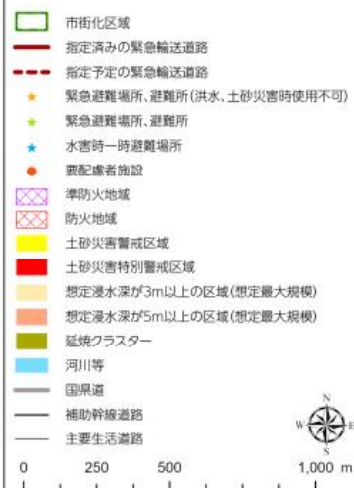 市街化区域
指定済みの緊急輸送道路
指定予定の緊急輸送道路
緊急避難場所、避難所(洪水、土砂災害時使用不可)
緊急避難場所、避難所
水害時一時避難場所
要配慮者施設
準防火地域
防火地域
土砂災害警戒区域
土砂災害特別警戒区域
想定浸水深が3m以上の区域(想定最大規模)
想定浸水深が5m以上の区域(想定最大規模)
延焼クラスター
河川等
国県道
補助幹線道路
主要生活道路
N
W E
S
0 250 500 1,000 m